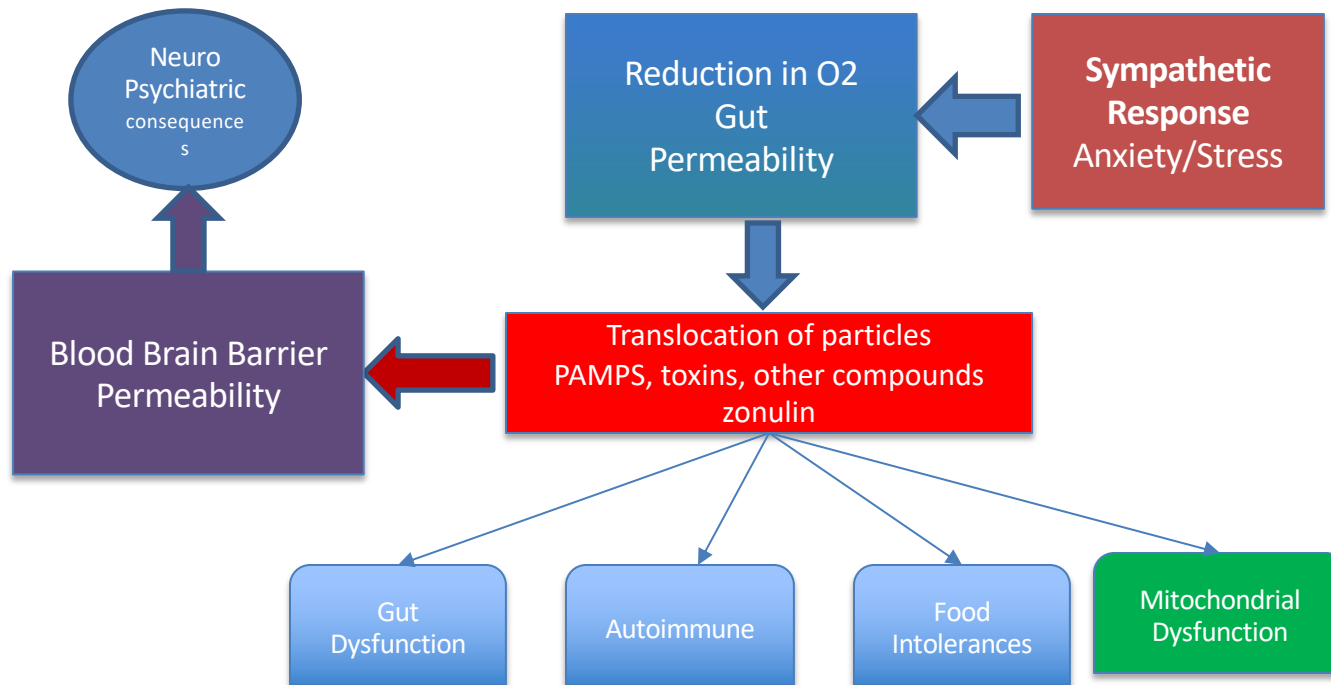 Neuro
Psychiatric
consequence
s
Reduction in O2
Gut
Permeability
Sympathetic
Response
Anxiety/Stress
Blood Brain Barrier
Permeability
Translocation of particles
PAMPS, toxins, other compounds
zonulin
Gut
Dysfunction
Autoimmune
Food
Intolerances
Mitochondrial
Dysfunction